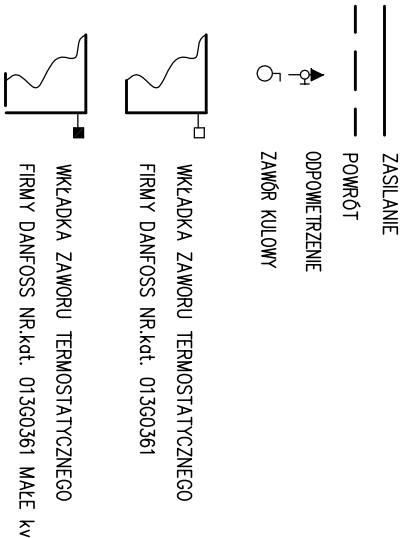 ZASILANIE
POWRÓT
ODPOWIETRZENIE
ZAWÓR KULOWY
WKŁADKA ZAWORU TERMOSTATYCZNEGO
FIRMY DANFOSS NR.kat. 013G0361
WKŁADKA ZAWORU TERMOSTATYCZNEGO
FIRMY DANFOSS NR.kat. 013G0361 MAŁE kv